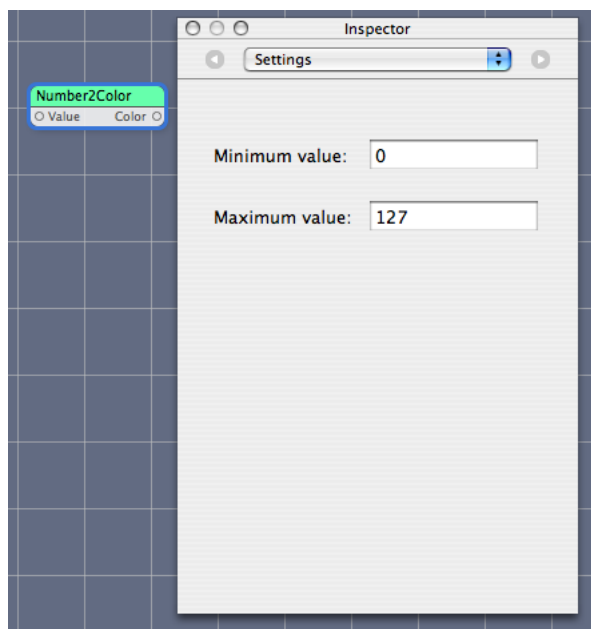 Inspector
Settings
Number2Color
Value Color
Minimum value: 0
Maximum value: 127